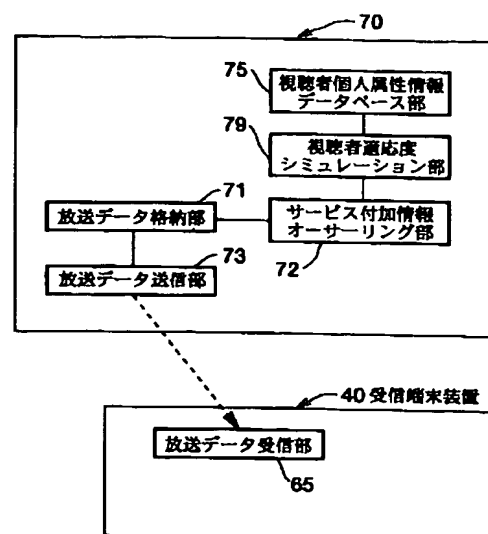 70
75
視聴者個人属性情報
データベース部
79
視聴者適応度
シミュレーション部
71
放送データ格納部
サービス付加情報
オーサーリング部
72
73
放送データ送信部
40 受信端末装置
放送データ受信部
65